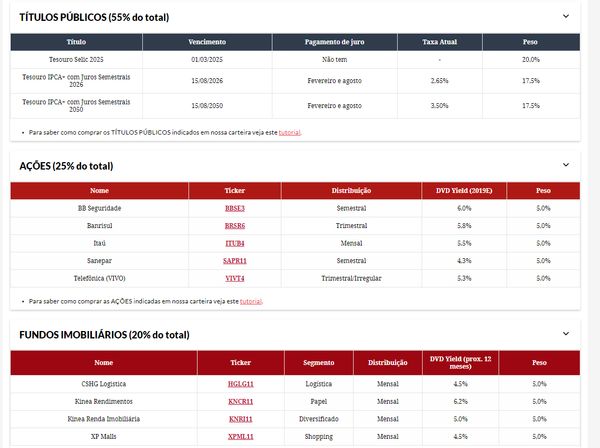 TÍTULOS PÚBLICOS (55% do total)
Título Vencimento Pagamento de juro Taxa Atual Peso
Tesouro Selic 2025 01/03/2025 Não tem - 20.0%
Tesouro IPCA+ com Juros Semestrais 2026 15/08/2026 Fevereiro e agosto 2.65% 17.5%
Tesouro IPCA+ com Juros Semestrais 2050 15/08/2050 Fevereiro e agosto 3.50% 17.5%
• Para saber como comprar os TÍTULOS PÚBLICOS indicados em nossa carteira veja este tutorial.
AÇÕES (25% do total)
Nome Ticker Distribuição DVD Yield (2019E) Peso
BB Seguridade BBSE3 Semestral 6.0% 5.0%
Banrisul BRSR6 Trimestral 5.8% 5.0%
Itaú ITUB4 Mensal 5.5% 5.0%
Sanepar SAPR11 Semestral 4.3% 5.0%
Telefônica (VIVO) VIVT4 Trimestral/Irregular 5.3% 5.0%
• Para saber como comprar as AÇÕES indicadas em nossa carteira veja este tutorial.
FUNDOS IMOBILIÁRIOS (20% do total)
Nome Ticker Segmento Distribuição DVD Yield (prox. 12 meses) Peso
CSHG Logística HGLG11 Logística Mensal 4.5% 5.0%
Kinea Rendimentos KNCR11 Papel Mensal 6.2% 5.0%
Kinea Renda Imobiliária KNRI11 Diversificado Mensal 5.0% 5.0%
XP Malls XPML11 Shopping Mensal 4.5% 5.0%